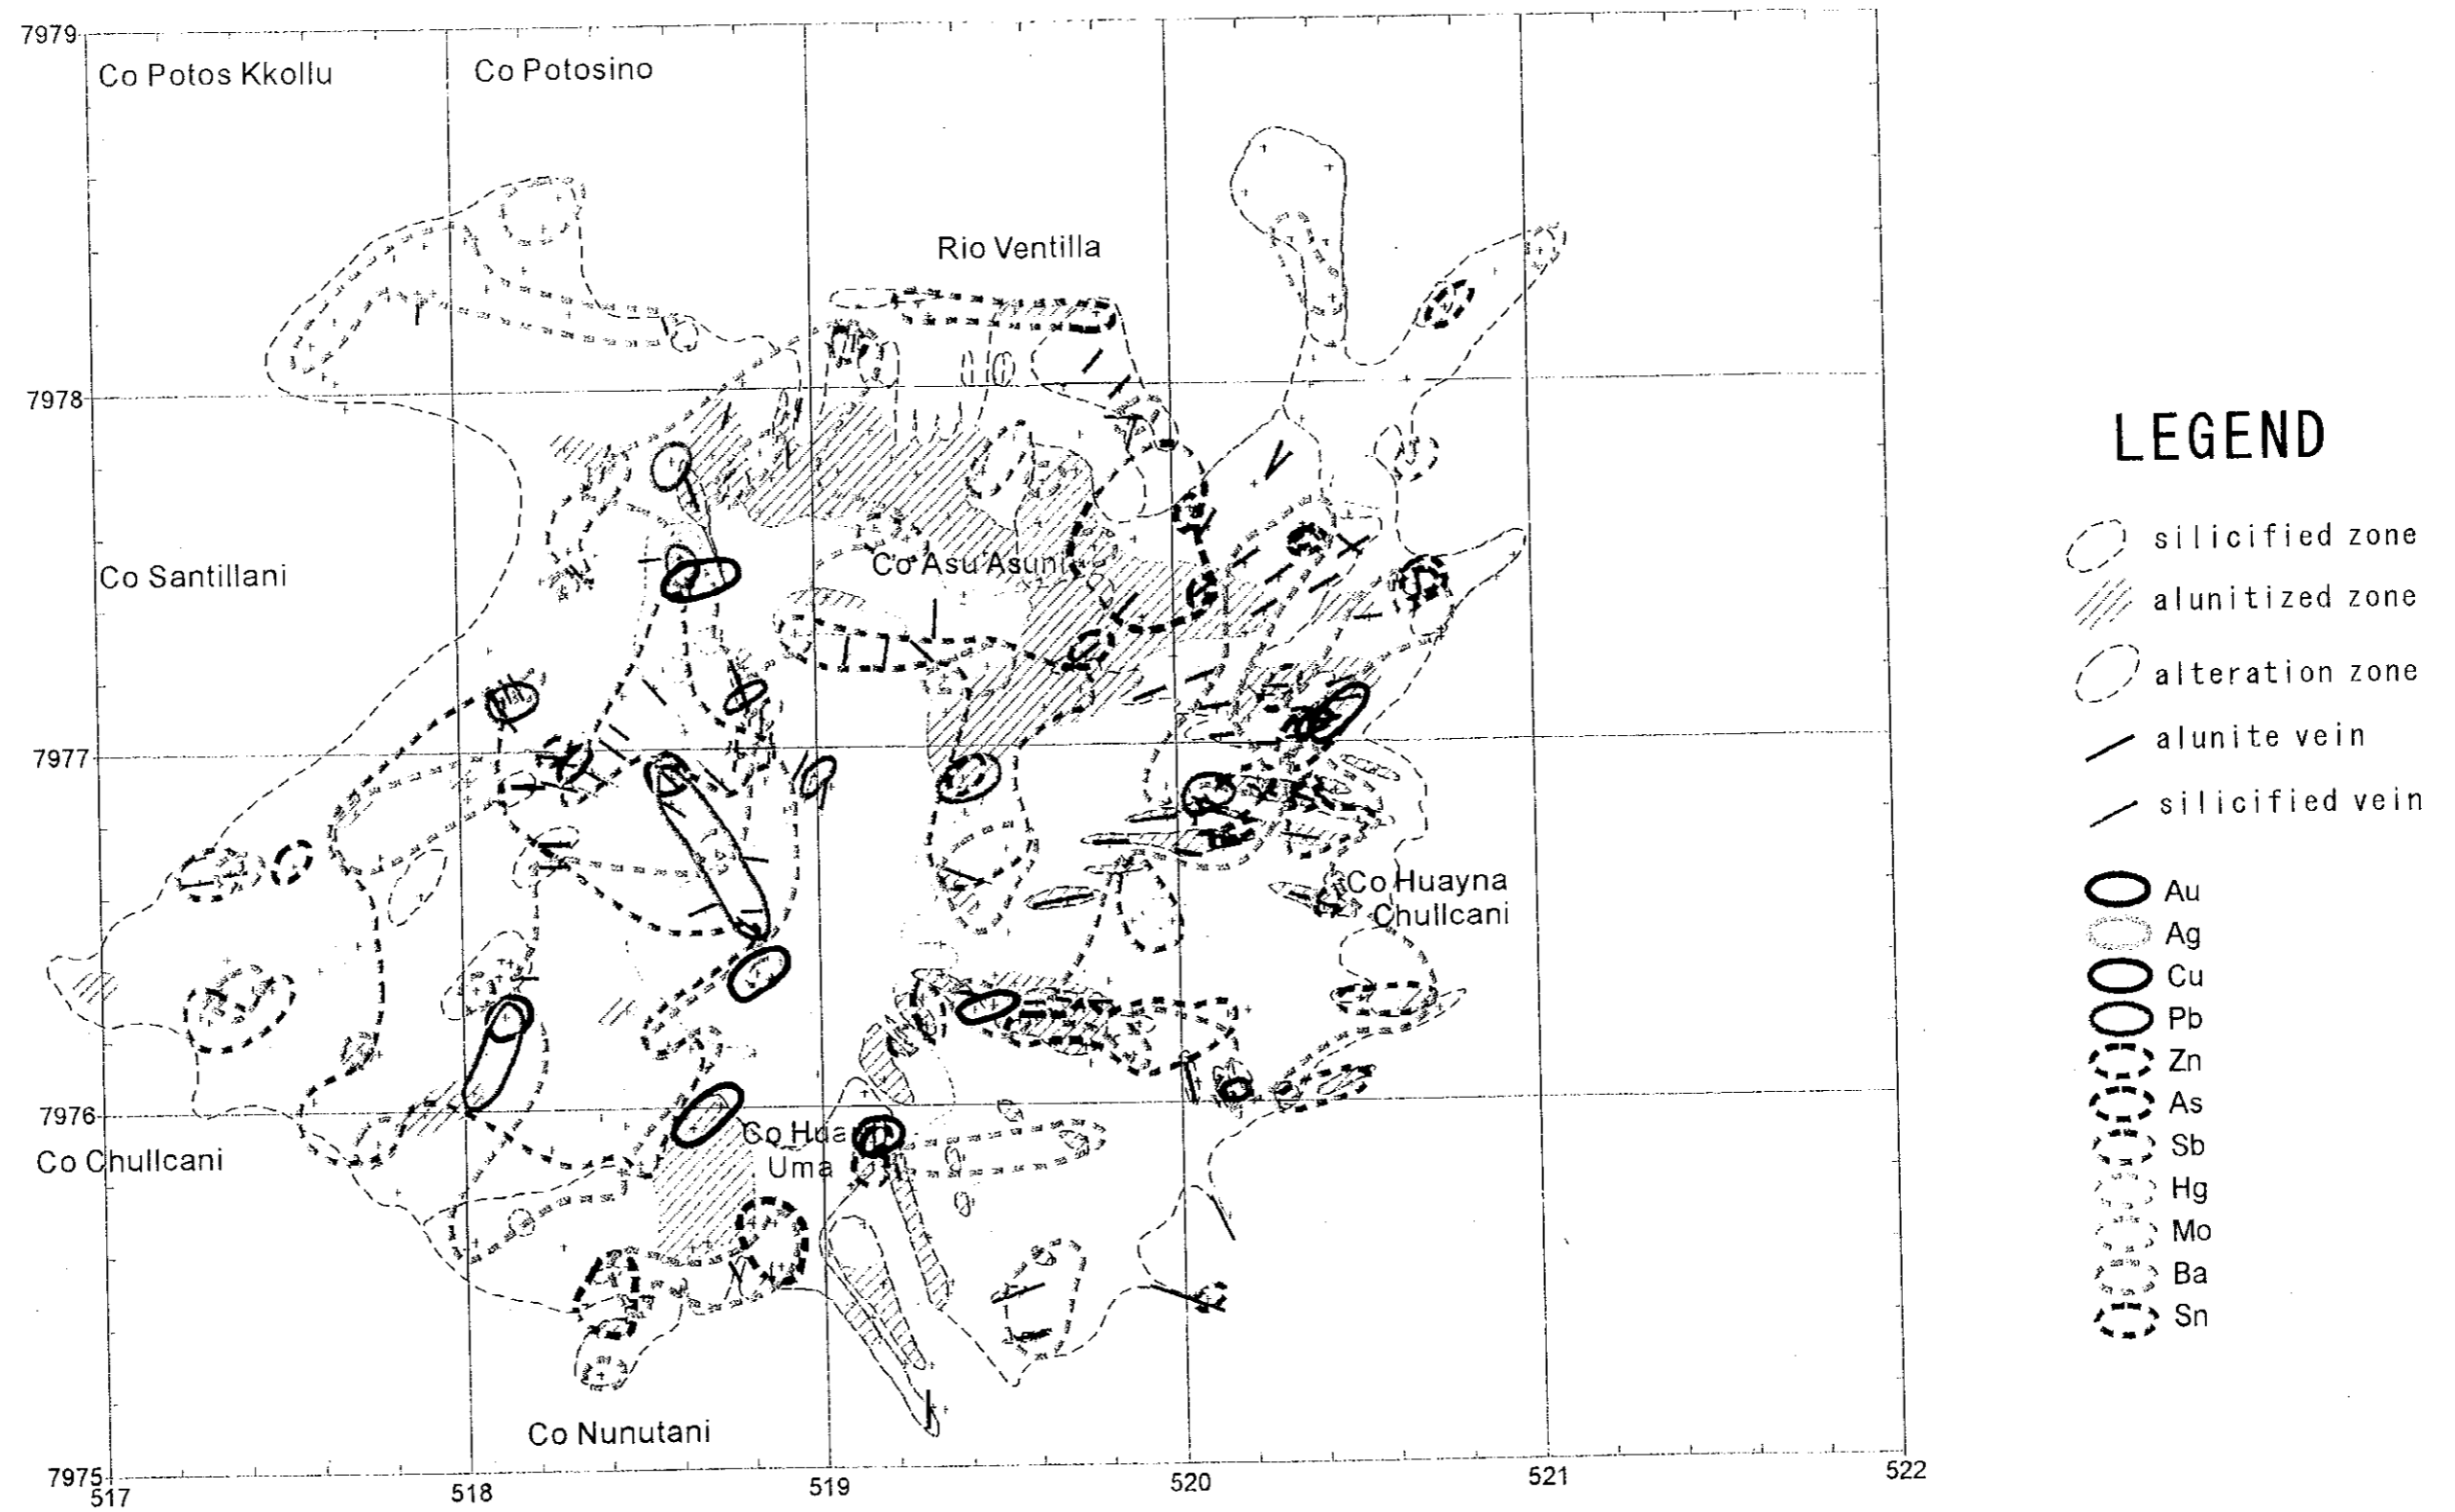 7979
Co Potos Kkollu
Co Potosino
Rio Ventilla
7978
Co Asu Asuni
Co Santillani
7977
Co Huayna
Chullcani
7976
Co Chullcani
Uma
Co Nunutani
7975
517
518
519
520
521
522
LEGEND
silicified zone
alunitized zone
alteration zone
alunite vein
silicified vein
Au
Ag
Cu
Pb
Zn
As
Sb
Hg
Mo
Ba
Sn